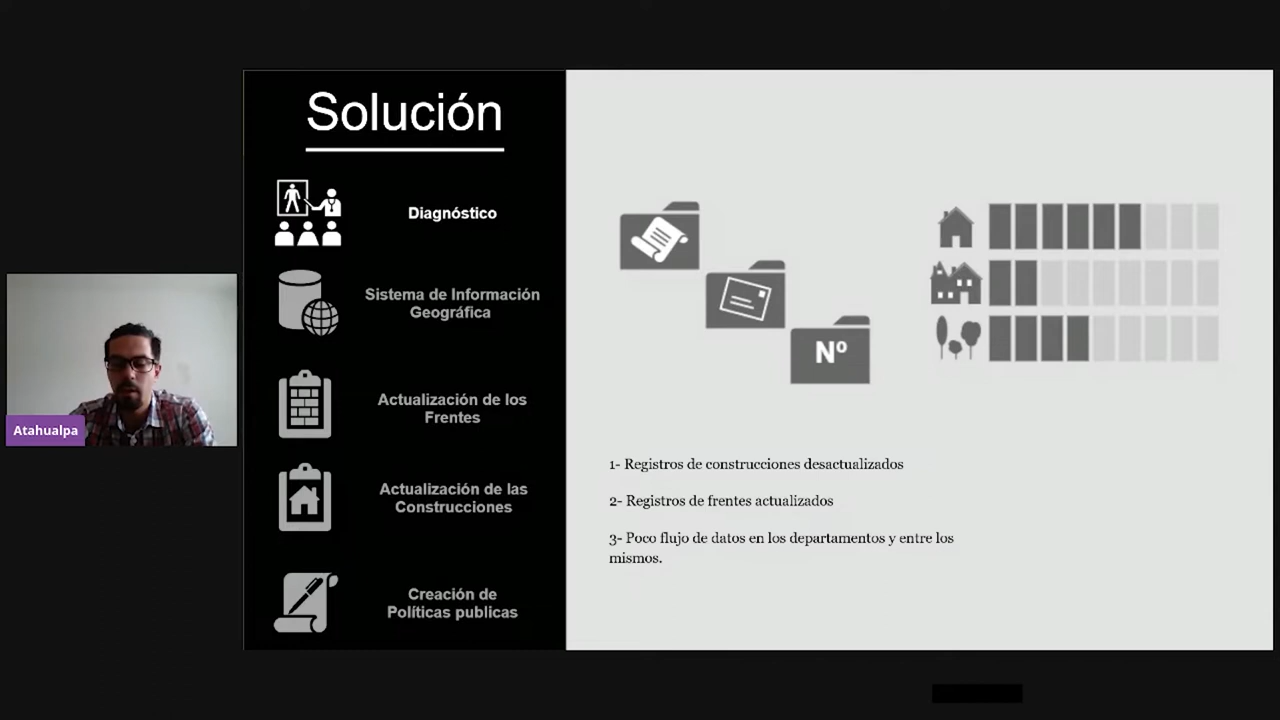 Solución
Diagnóstico
Sistema de Información
Geográfica
Actualización de los
Frentes
Actualización de las
Construcciones
Creación de
Políticas publicas
Nº
1- Registros de construcciones desactualizados
2- Registros de frentes actualizados
3- Poco flujo de datos en los departamentos y entre los
mismos.
Atahualpa